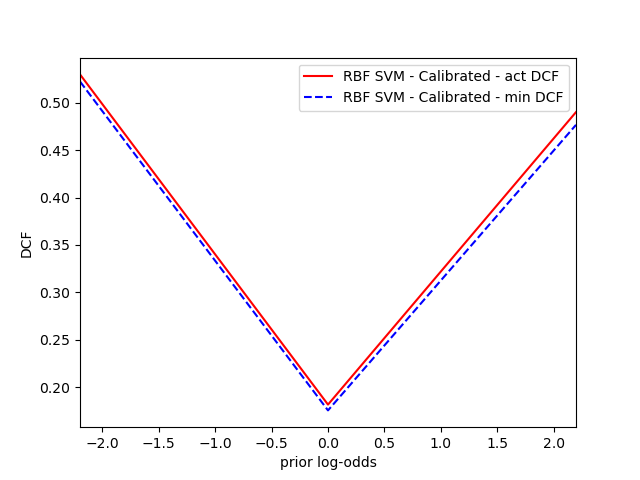 RBF SVM - Calibrated - act DCF
RBF SVM - Calibrated - min DCF
0.50
0.45
0.40
0.35
0.30
0.25
0.20
DCF
−2.0 −1.5 −1.0 −0.5 0.0 0.5 1.0 1.5 2.0
prior log-odds